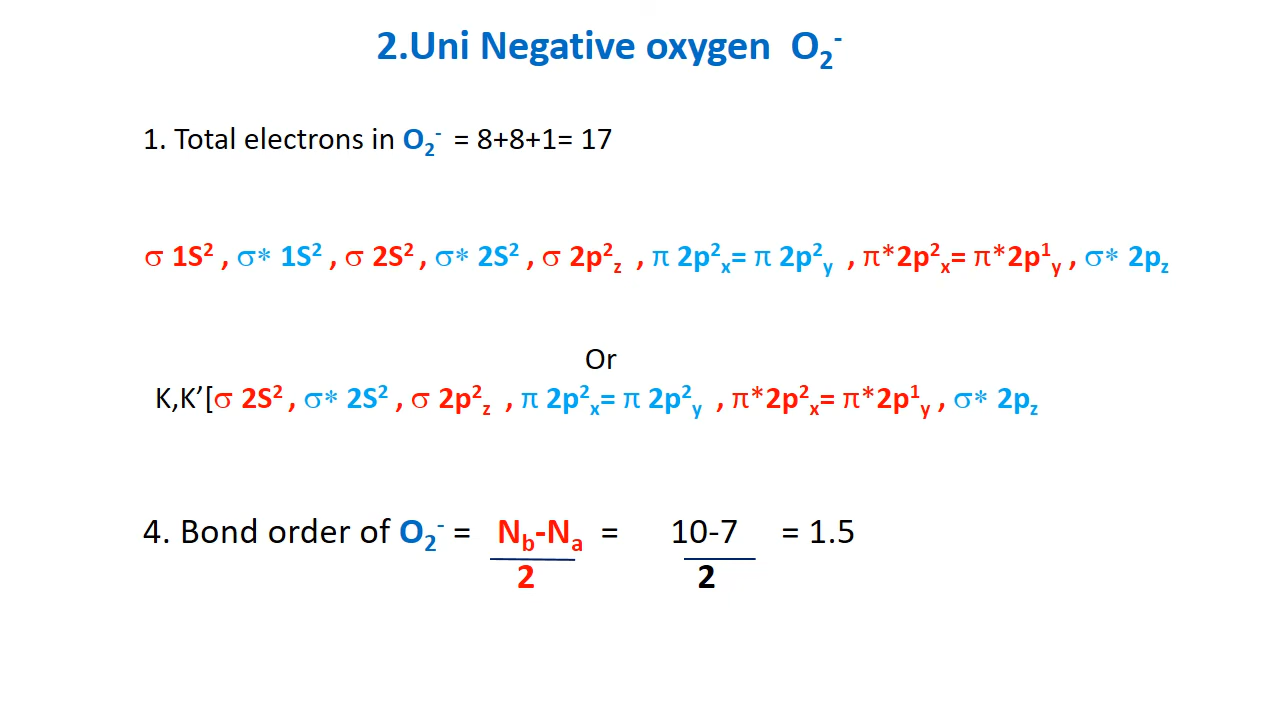 2.Uni Negative oxygen O₂⁻
1. Total electrons in O₂⁻ = 8+8+1= 17
σ 1S² , σ* 1S² , σ 2S² , σ* 2S² , σ 2p²z , π 2p²x= π 2p²y , π*2p²x= π*2p¹y , σ* 2pz
Or
K,K’[σ 2S² , σ* 2S² , σ 2p²z , π 2p²x= π 2p²y , π*2p²x= π*2p¹y , σ* 2pz
4. Bond order of O₂⁻ = Nb-Na = 10-7 = 1.5
2 2